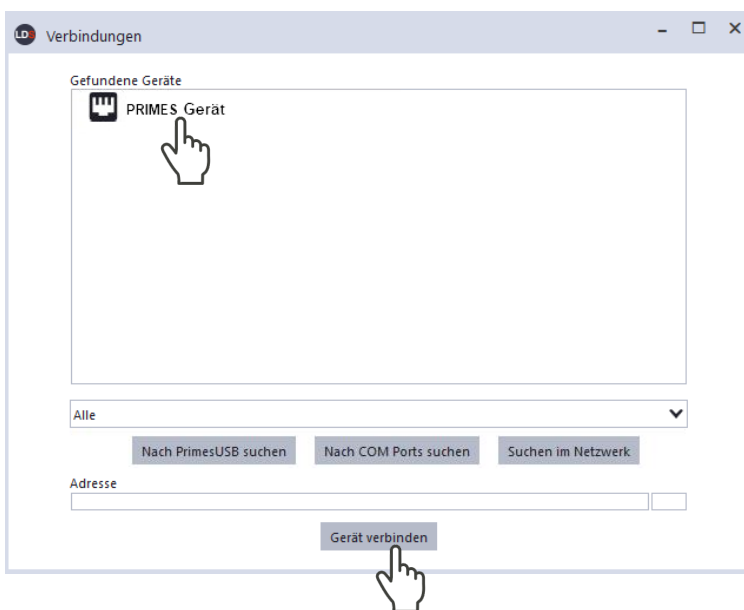 LDS Verbindungen
Gefundene Geräte
PRIMES Gerät
Alle
Nach PrimesUSB suchen Nach COM Ports suchen Suchen im Netzwerk
Adresse
Gerät verbinden